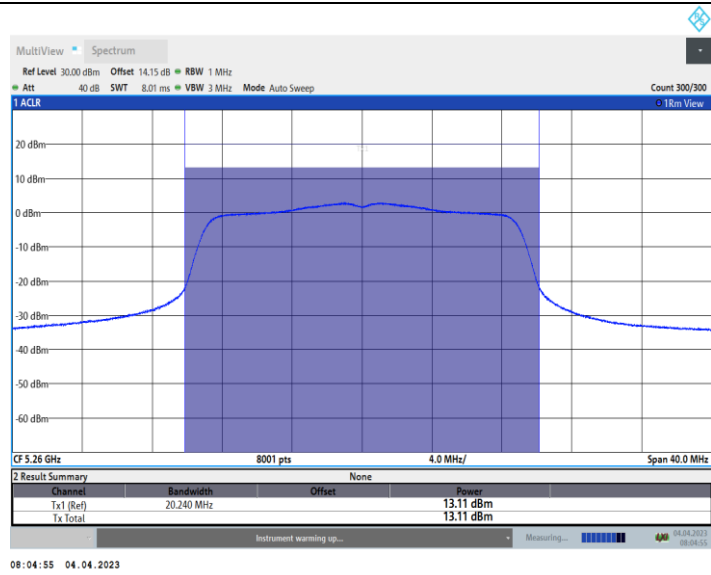 MultiView Spectrum
Ref Level 30.00 dBm Offset 14.15 dB RBW 1 MHz
Att 40 dB SWT 8.01 ms VBW 3 MHz Mode Auto Sweep Count 300/300
1 ACLR 1Rm View
20 dBm
10 dBm
0 dBm
-10 dBm
-20 dBm
-30 dBm
-40 dBm
-50 dBm
-60 dBm
CF 5.26 GHz 8001 pts 4.0 MHz/ Span 40.0 MHz
2 Result Summary None
Channel Bandwidth Offset Power
Tx1 (Ref) 20.240 MHz 13.11 dBm
Tx Total 13.11 dBm
Instrument warming up... Measuring... 04.04.2023
08:04:55
08:04:55 04.04.2023